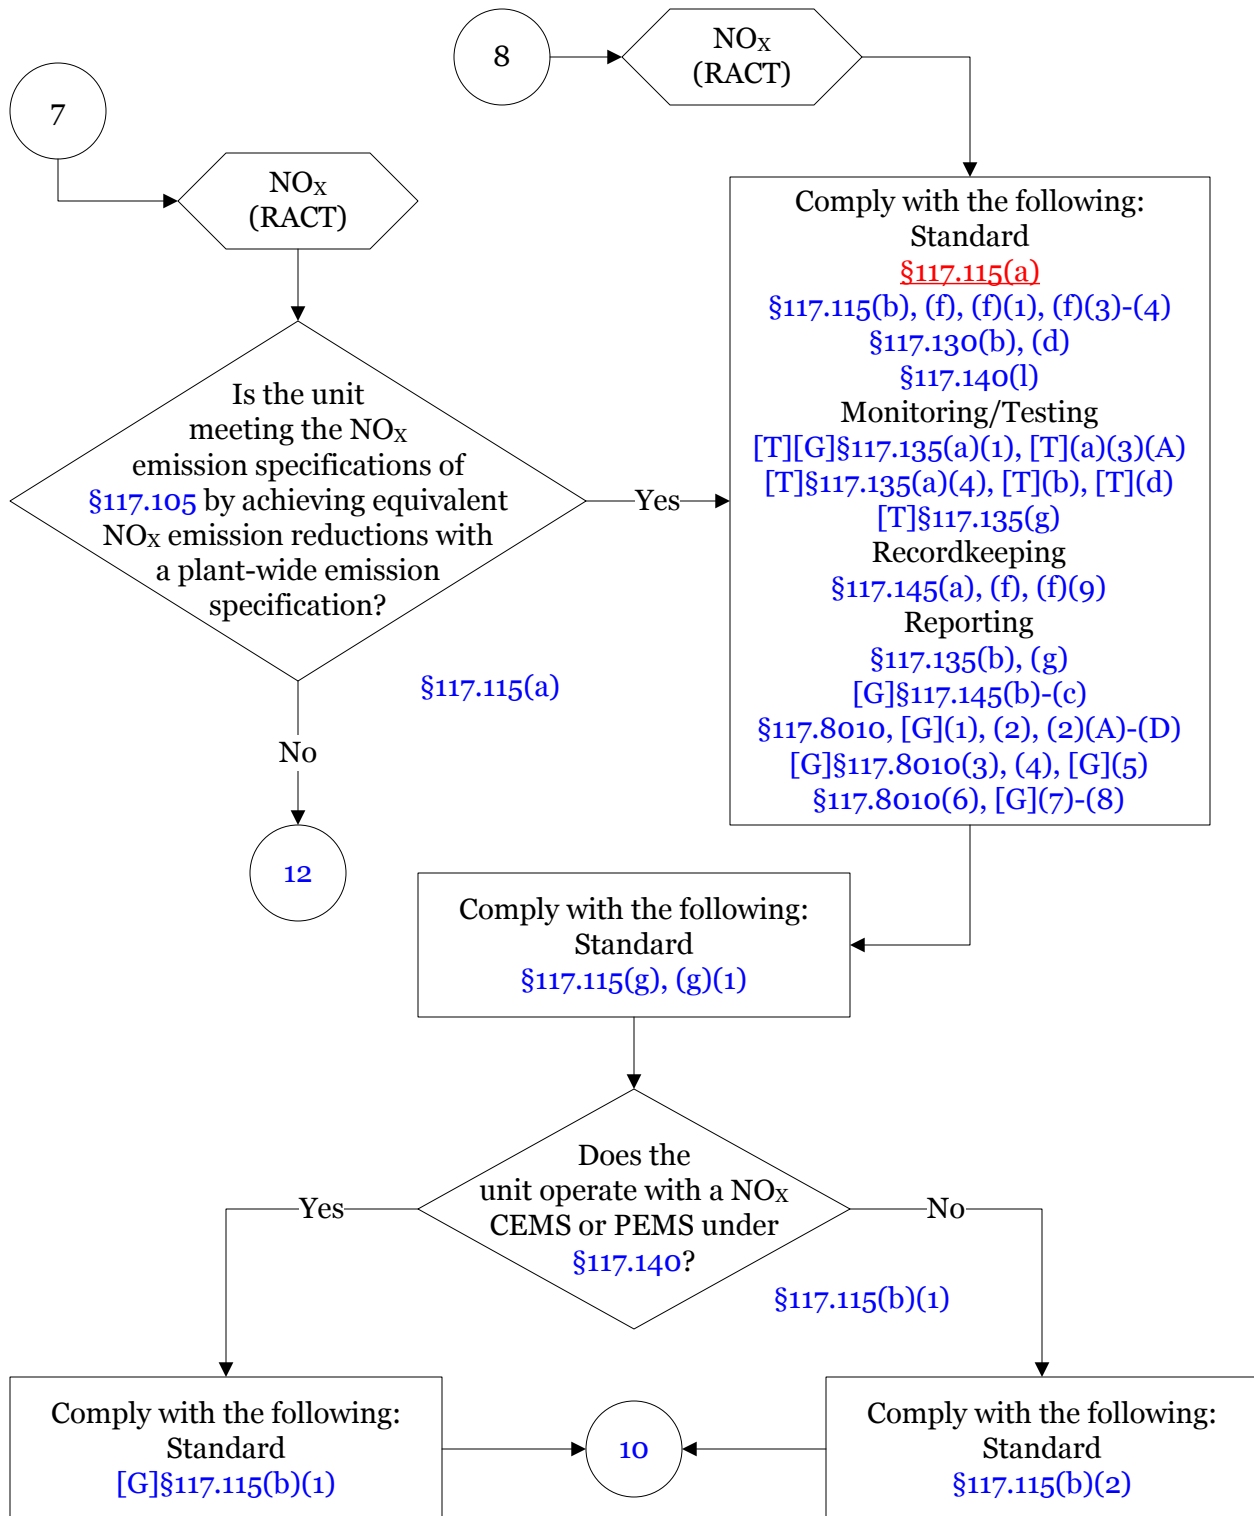 7
NOX
(RACT)
8
NOX
(RACT)
Is the unit
meeting the NOX
emission specifications of
§117.105 by achieving equivalent
NOX emission reductions with
a plant-wide emission
specification?
Yes
§117.115(a)
No
12
Comply with the following:
Standard
§117.115(a)
§117.115(b), (f), (f)(1), (f)(3)-(4)
§117.130(b), (d)
§117.140(l)
Monitoring/Testing
[T][G]§117.135(a)(1), [T](a)(3)(A)
[T]§117.135(a)(4), [T](b), [T](d)
[T]§117.135(g)
Recordkeeping
§117.145(a), (f), (f)(9)
Reporting
§117.135(b), (g)
[G]§117.145(b)-(c)
§117.8010, [G](1), (2), (2)(A)-(D)
[G]§117.8010(3), (4), [G](5)
§117.8010(6), [G](7)-(8)
Comply with the following:
Standard
§117.115(g), (g)(1)
Does the
unit operate with a NOX
CEMS or PEMS under
§117.140?
Yes
No
§117.115(b)(1)
Comply with the following:
Standard
[G]§117.115(b)(1)
10
Comply with the following:
Standard
§117.115(b)(2)